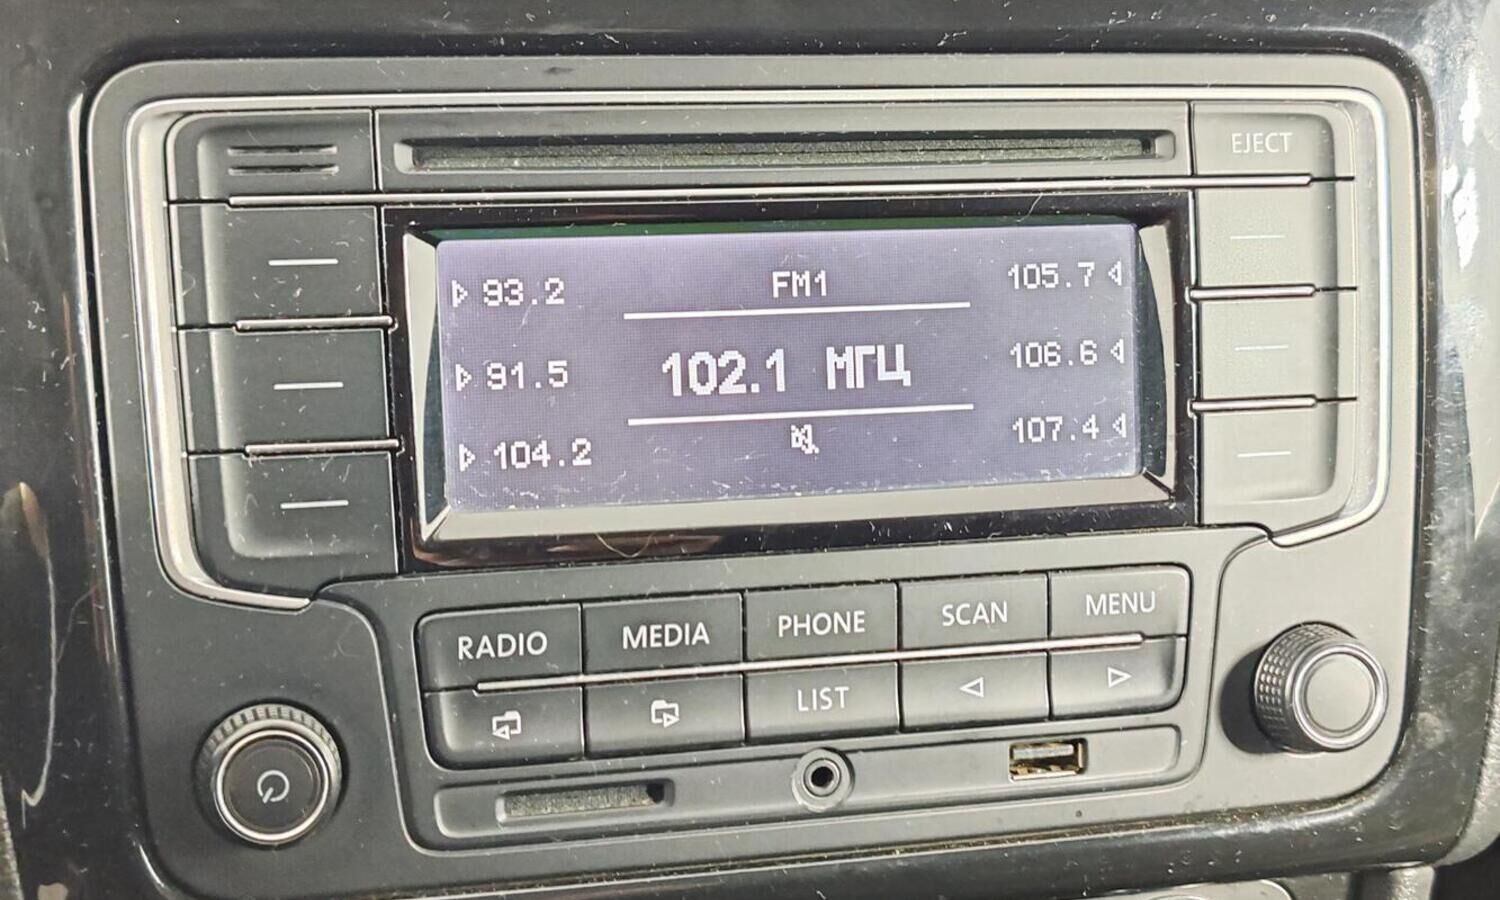 EJECT
93.2 FM1 105.7
91.5 102.1 МГЦ 106.6
104.2 107.4
RADIO MEDIA PHONE SCAN MENU
LIST